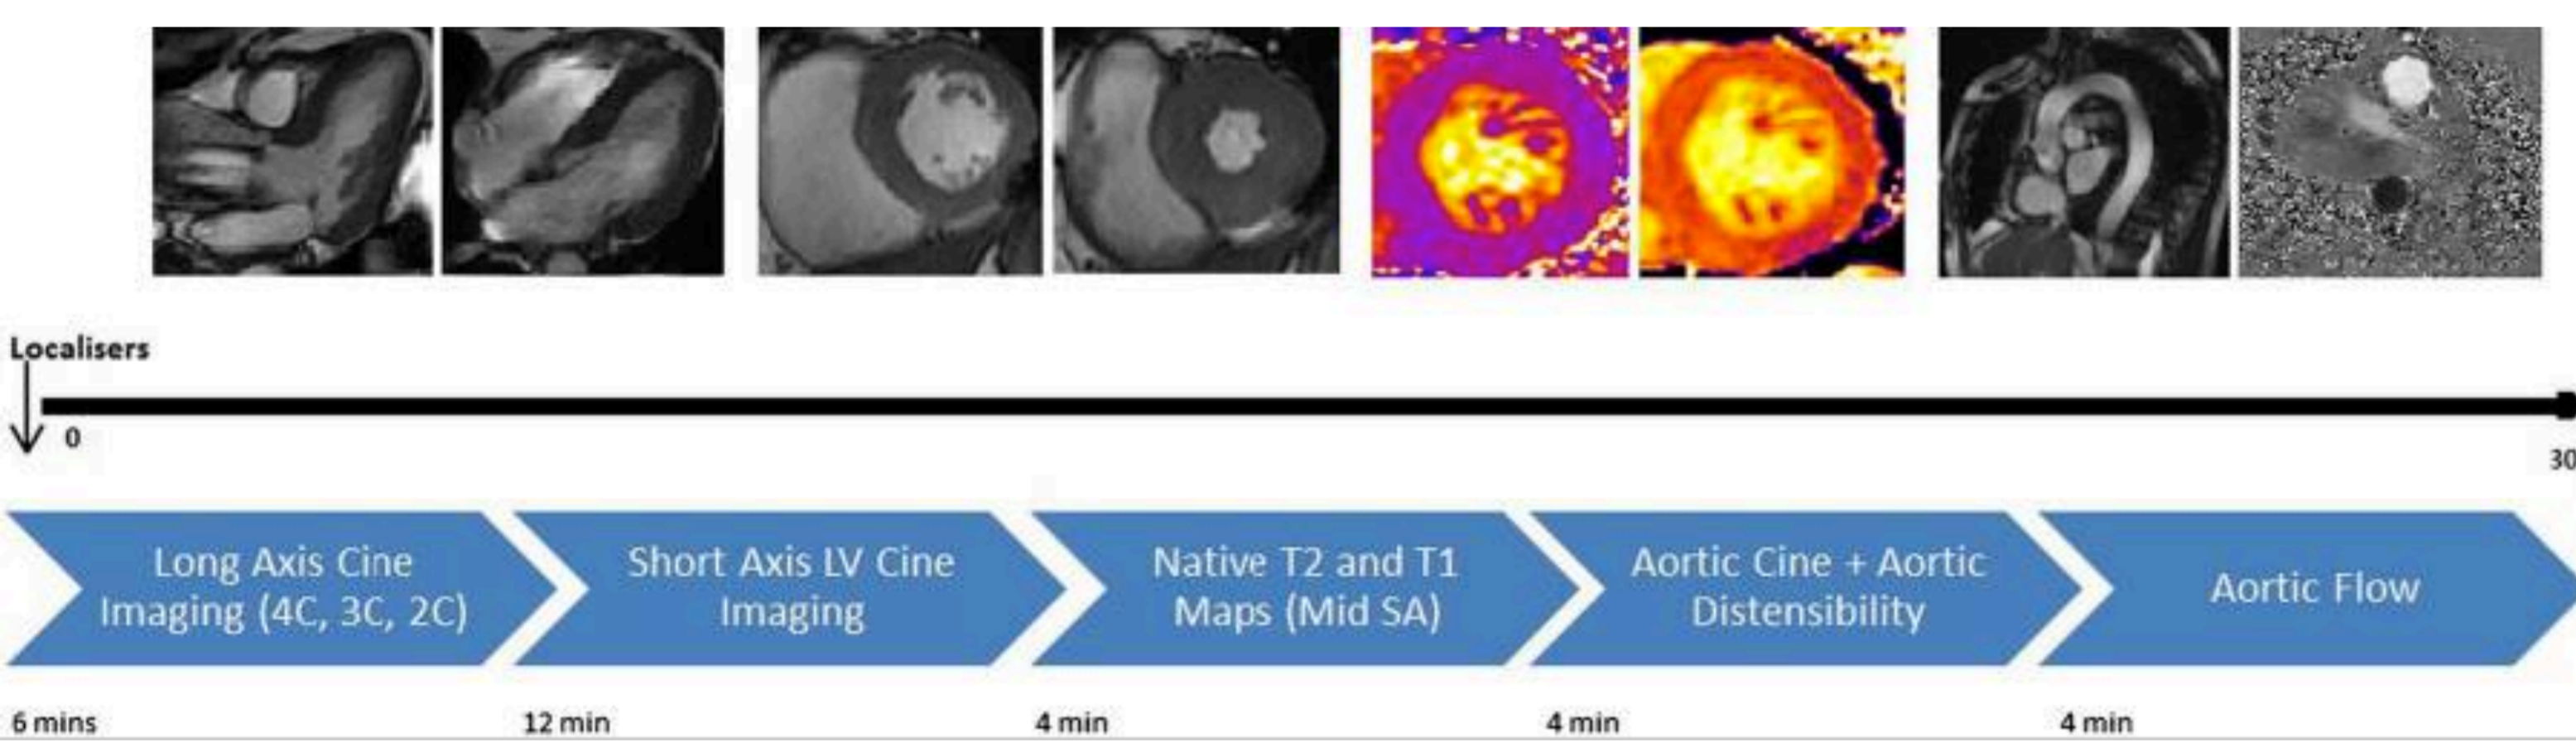 Localisers
0
30
Long Axis Cine
Imaging (4C, 3C, 2C)
Short Axis LV Cine
Imaging
Native T2 and T1
Maps (Mid SA)
Aortic Cine + Aortic
Distensibility
Aortic Flow
6 mins
12 min
4 min
4 min
4 min